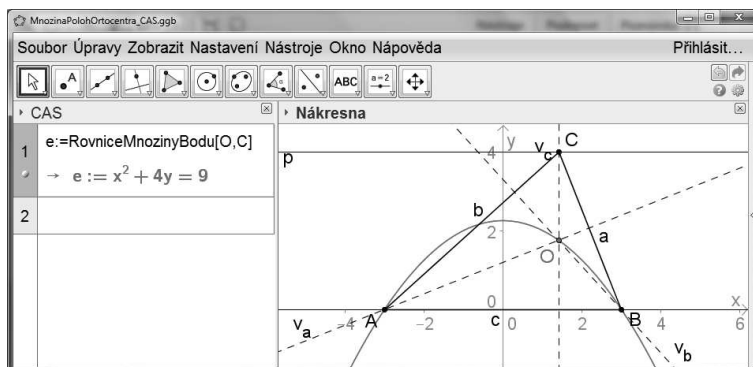 MnozinaPolohOrtocentra_CAS.ggb
Soubor Úpravy Zobrazit Nastavení Nástroje Okno Nápověda Přihlásit...
A ABC a=2
CAS
Nákresna
1 e:=RovniceMnozinyBodu[O,C]
→ e := x² + 4y = 9
2
p 4 y v_c C
b
2 a
O
0
v_a -4 A -2 c 0 2 B 4 x 6
v_b